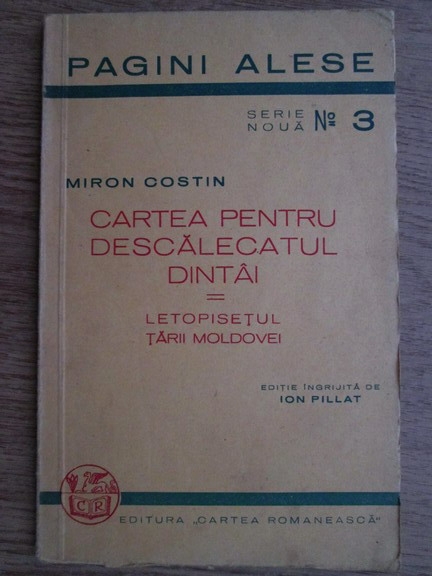 PAGINI ALESE
SERIE
NOUĂ № 3
MIRON COSTIN
CARTEA PENTRU
DESCĂLECATUL
DINTÂI
=
LETOPISEȚUL
ȚĂRII MOLDOVEI
EDIȚIE ÎNGRIJITĂ DE
ION PILLAT
C R
EDITURA „CARTEA ROMANEASCĂ"